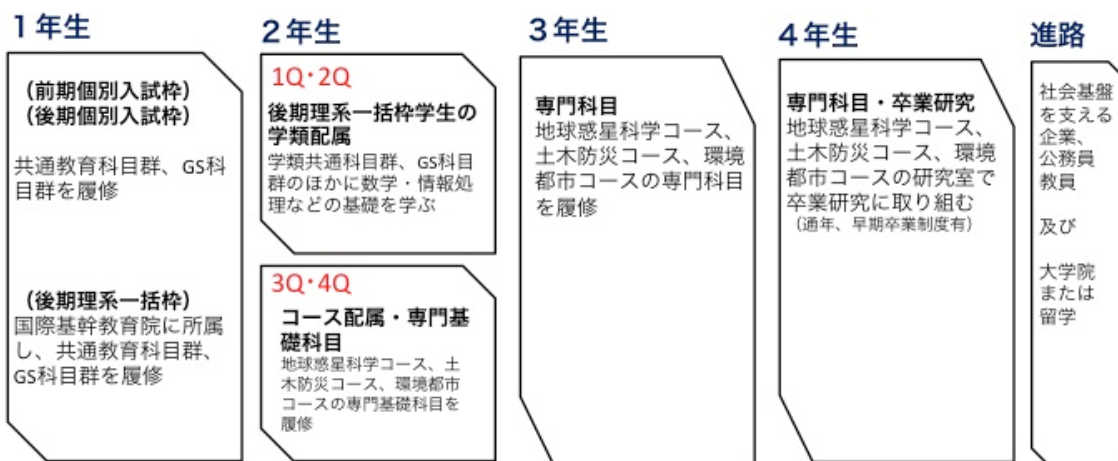 1年生
(前期個別入試枠)
(後期個別入試枠)
共通教育科目群、GS科
目群を履修
(後期理系一括枠)
国際基幹教育院に所属
し、共通教育科目群、
GS科目群を履修
2年生
1Q・2Q
後期理系一括枠学生の
学類配属
学類共通科目群、GS科目
群のほかに数学・情報処
理などの基礎を学ぶ
3Q・4Q
コース配属・専門基
礎科目
地球惑星科学コース、土
木防災コース、環境都市
コースの専門基礎科目を
履修
3年生
専門科目
地球惑星科学コース、
土木防災コース、環境
都市コースの専門科目
を履修
4年生
専門科目・卒業研究
地球惑星科学コース、
土木防災コース、環境
都市コースの研究室で
卒業研究に取り組む
(通年、早期卒業制度有)
進路
社会基盤
を支える
企業、
公務員
教員
及び
大学院
または
留学